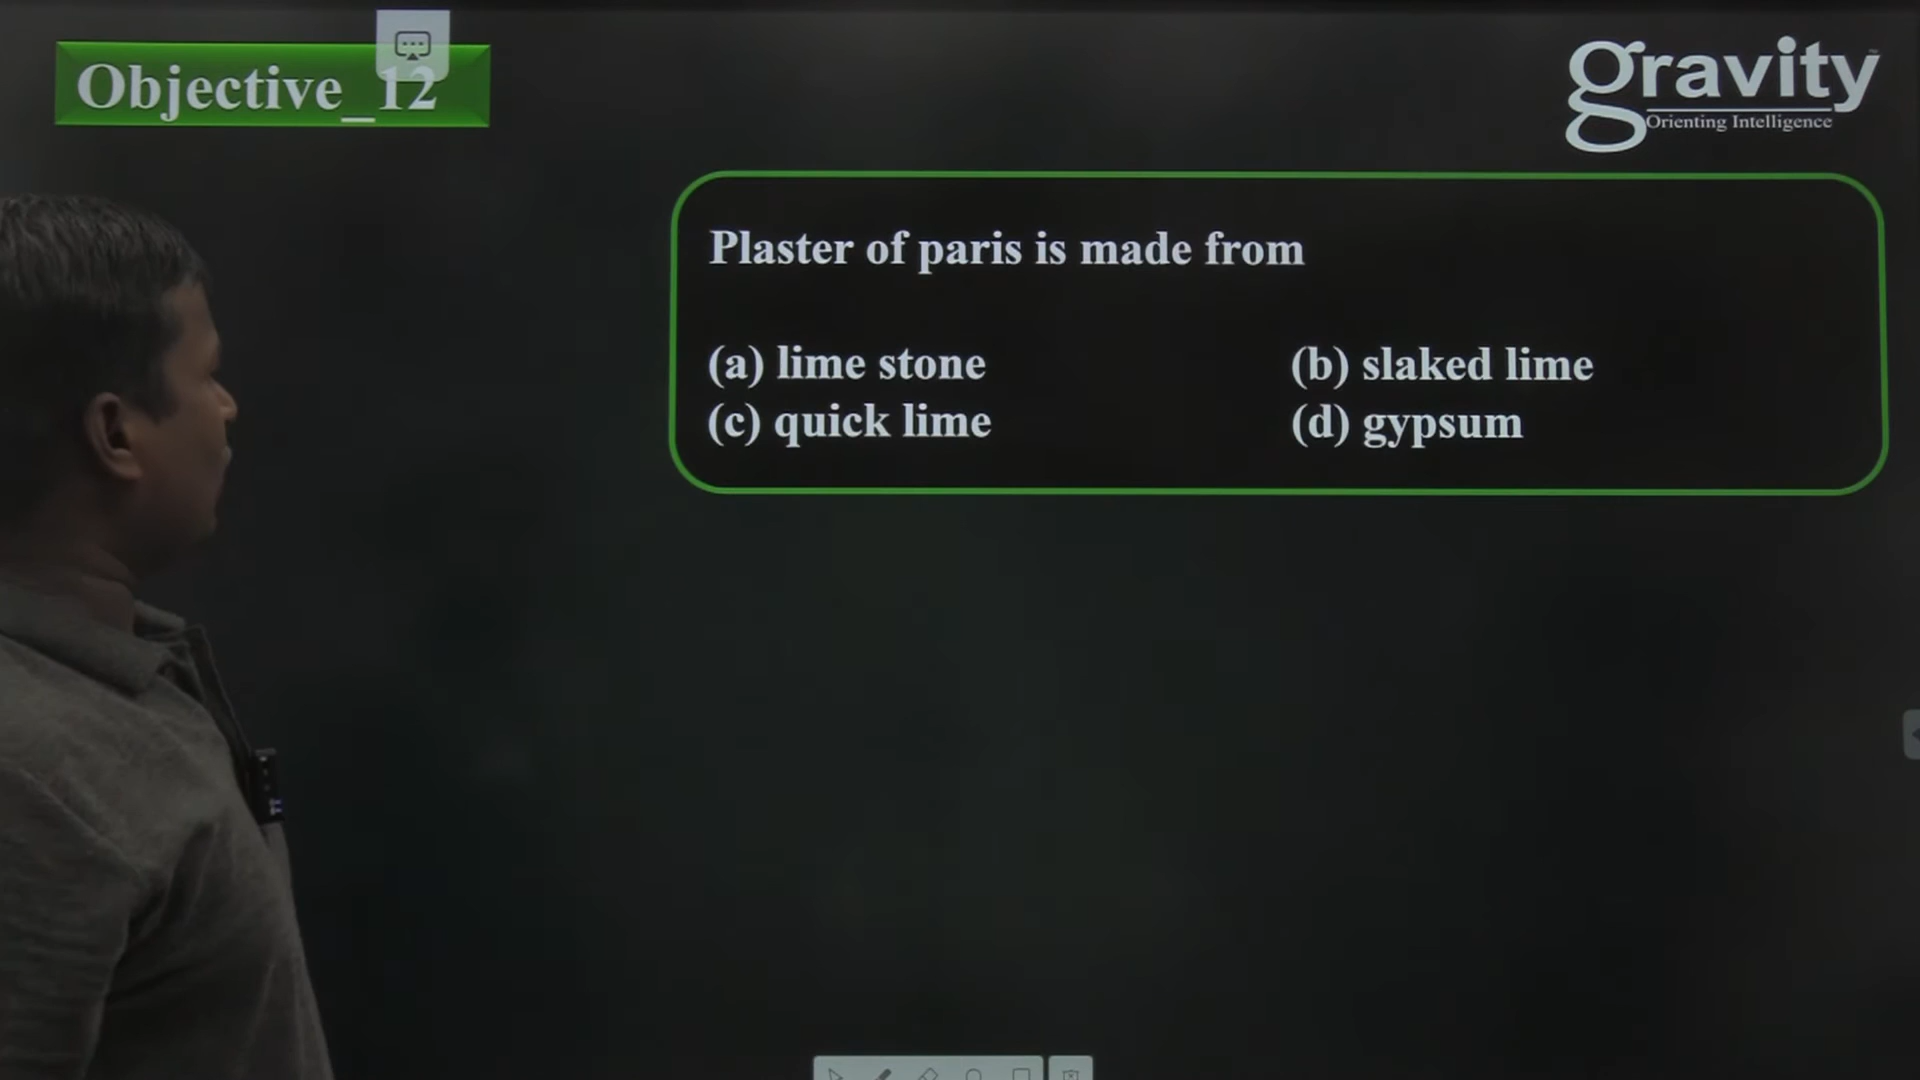 Objective_12
gravity
Orienting Intelligence
Plaster of paris is made from
(a) lime stone (b) slaked lime
(c) quick lime (d) gypsum